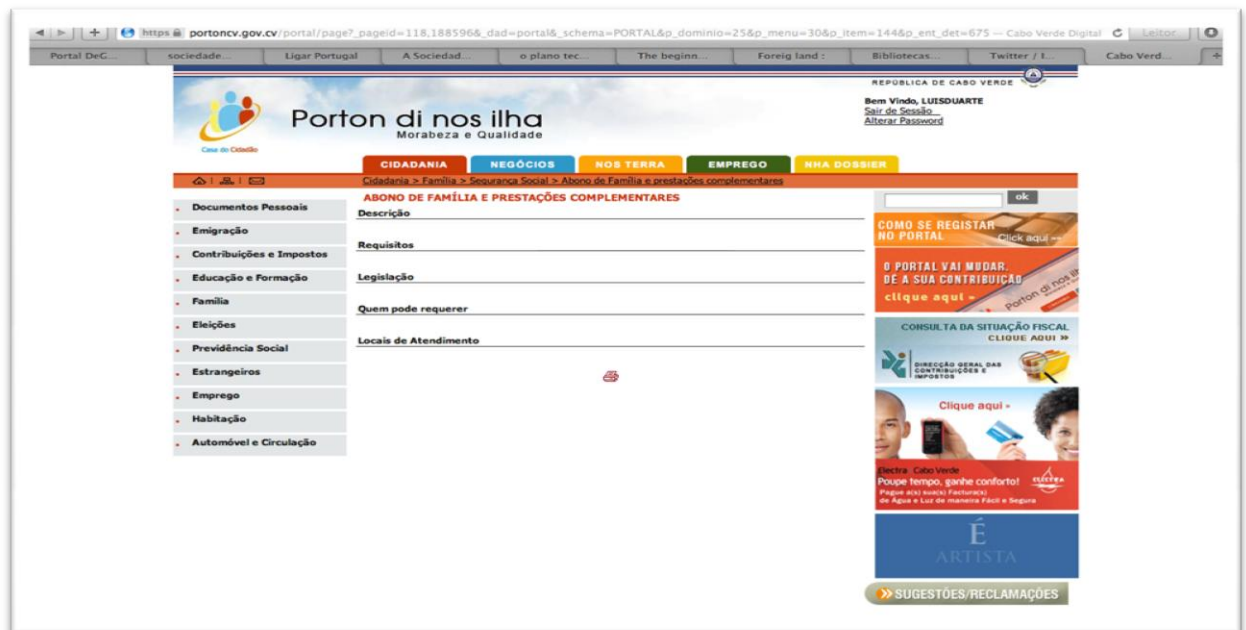 https portoncv.gov.cv/portal/page?_pageid=118,188596&_dad=portal&_schema=PORTAL&p_dominio=25&p_menu=30&p_item=144&p_ent_det=675 — Cabo Verde Digital Leitor
Portal DeG... sociedade... Ligar Portugal A Sociedad... o plano tec... The beginn... Foreig land : Bibliotecas... Twitter / I... Cabo Verd...
REPÚBLICA DE CABO VERDE
Bem Vindo, LUISDUARTE
Sair de Sessão
Alterar Password
Porton di nos ilha
Morabeza e Qualidade
Casa do Cidadão
CIDADANIA NEGÓCIOS NOS TERRA EMPREGO NHA DOSSIER
Cidadania > Família > Segurança Social > Abono de Família e prestações complementares
Documentos Pessoais
Emigração
Contribuições e Impostos
Educação e Formação
Família
Eleições
Previdência Social
Estrangeiros
Emprego
Habitação
Automóvel e Circulação
ABONO DE FAMÍLIA E PRESTAÇÕES COMPLEMENTARES
Descrição
Requisitos
Legislação
Quem pode requerer
Locais de Atendimento
ok
COMO SE REGISTAR
NO PORTAL
Click aqui
O PORTAL VAI MUDAR.
DÊ A SUA CONTRIBUIÇÃO
clique aqui
Porton di nos
CONSULTA DA SITUAÇÃO FISCAL
CLIQUE AQUI »
DIRECÇÃO GERAL DAS
CONTRIBUIÇÕES E
IMPOSTOS
Clique aqui
Electra Cabo Verde
Poupe tempo, ganhe conforto!
Pague a(s) sua(s) Factura(s)
de Água e Luz de maneira Fácil e Segura
ELECTRA
É
ARTISTA
SUGESTÕES/RECLAMAÇÕES